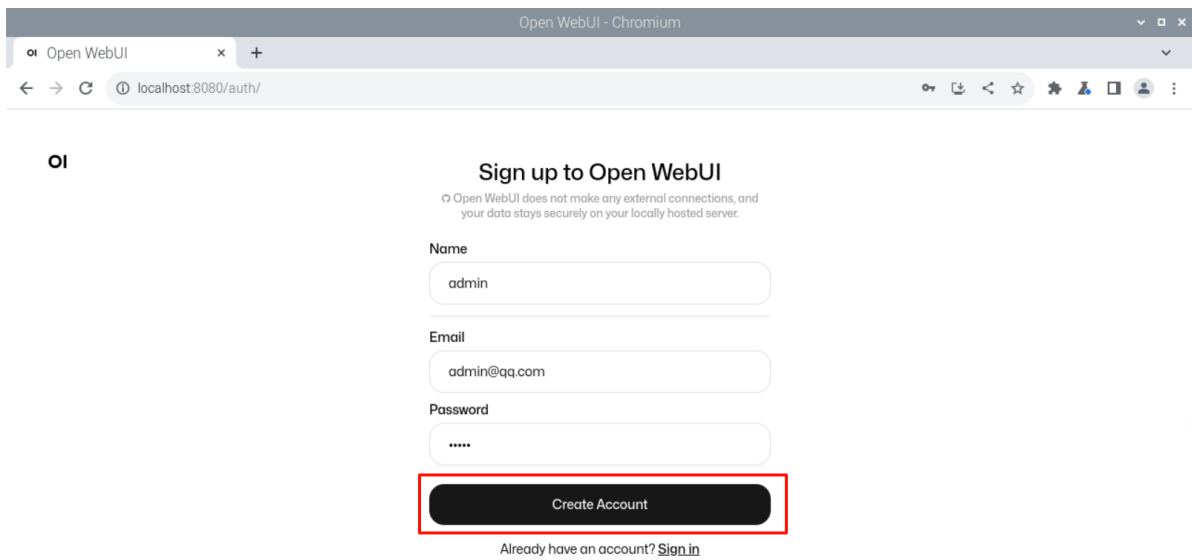 Open WebUI - Chromium
OI Open WebUI
localhost:8080/auth/
OI
Sign up to Open WebUI
Open WebUI does not make any external connections, and
your data stays securely on your locally hosted server.
Name
admin
Email
admin@qq.com
Password
•••••
Create Account
Already have an account? Sign in